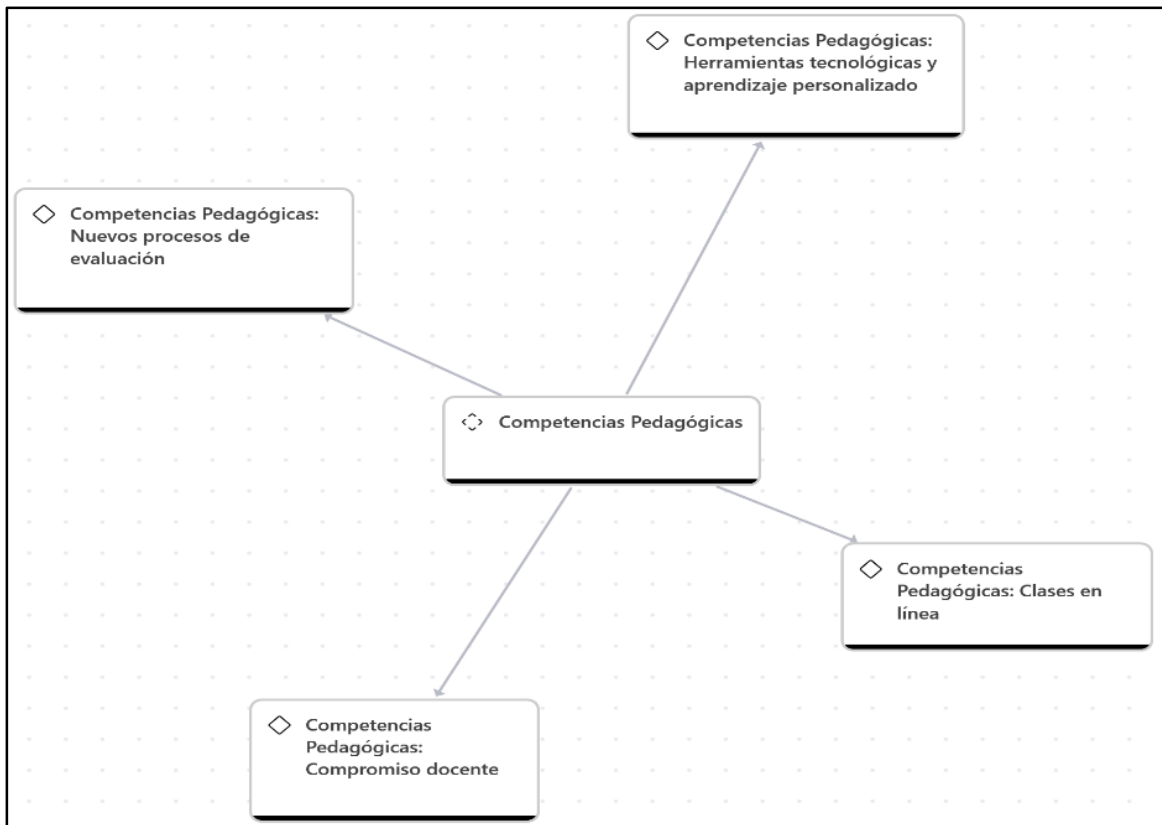 Competencias Pedagógicas:
Herramientas tecnológicas y
aprendizaje personalizado
Competencias Pedagógicas:
Nuevos procesos de
evaluación
Competencias Pedagógicas
Competencias
Pedagógicas: Clases en
línea
Competencias
Pedagógicas:
Compromiso docente